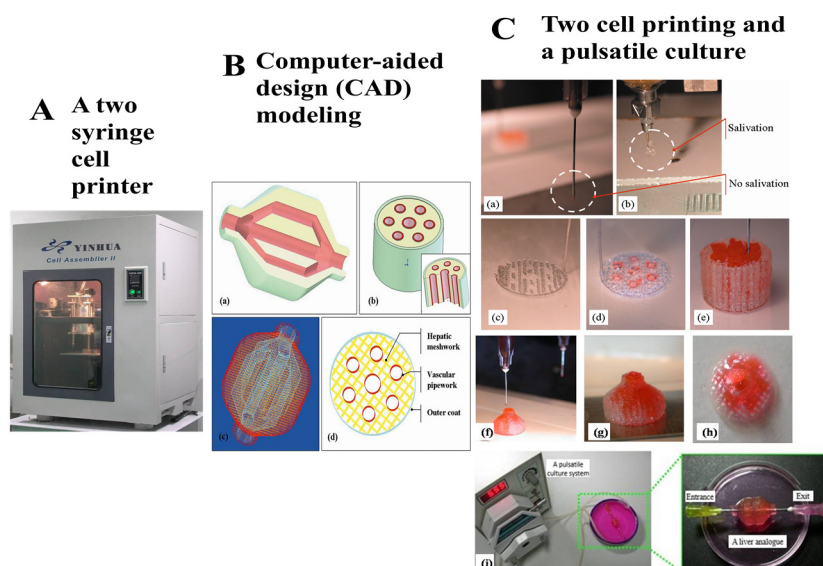 A
A two
syringe
cell
printer
YINHUA
Cell Assembller II
B
Computer-aided
design (CAD)
modeling
(a)
(b)
(c)
(d)
Hepatic
meshwork
Vascular
pipework
Outer coat
C
Two cell printing and
a pulsatile culture
(a)
(b)
Salivation
No salivation
(c)
(d)
(e)
(f)
(g)
(h)
A pulsatile
culture system
(i)
Entrance
Exit
A liver analogue